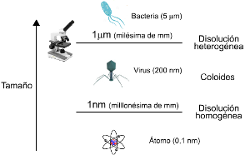 Bacteria (5 µm)
1µm (milésima de mm)
Disolución
heterogénea
Tamaño
Virus (200 nm)
Coloides
1nm (millonésima de mm)
Disolución
homogénea
Átomo (0,1 nm)